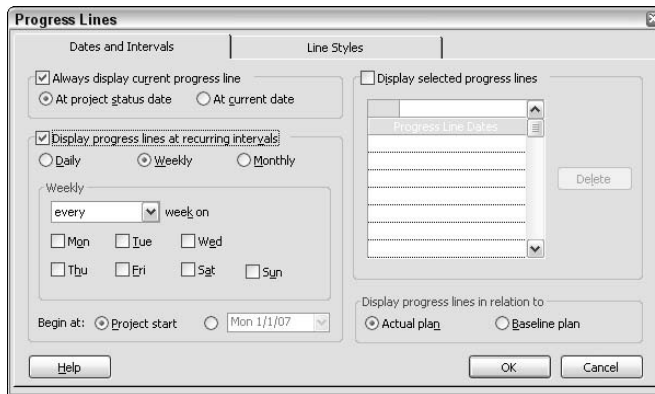 Progress Lines
Dates and Intervals
Line Styles
Always display current progress line
At project status date
At current date
Display progress lines at recurring intervals
Daily
Weekly
Monthly
Weekly
every
week on
Mon
Tue
Wed
Thu
Fri
Sat
Sun
Begin at:
Project start
Mon 1/1/07
Display selected progress lines
Progress Line Dates
Delete
Display progress lines in relation to
Actual plan
Baseline plan
Help
OK
Cancel